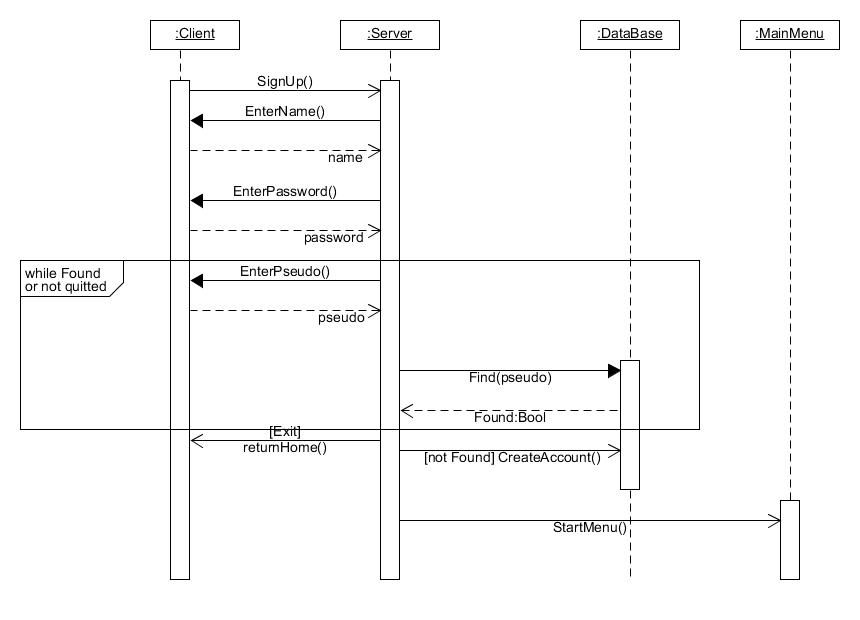 :Client
:Server
:DataBase
:MainMenu
SignUp()
EnterName()
name
EnterPassword()
password
while Found
or not quitted
EnterPseudo()
pseudo
Find(pseudo)
Found:Bool
[Exit]
returnHome()
[not Found] CreateAccount()
StartMenu()